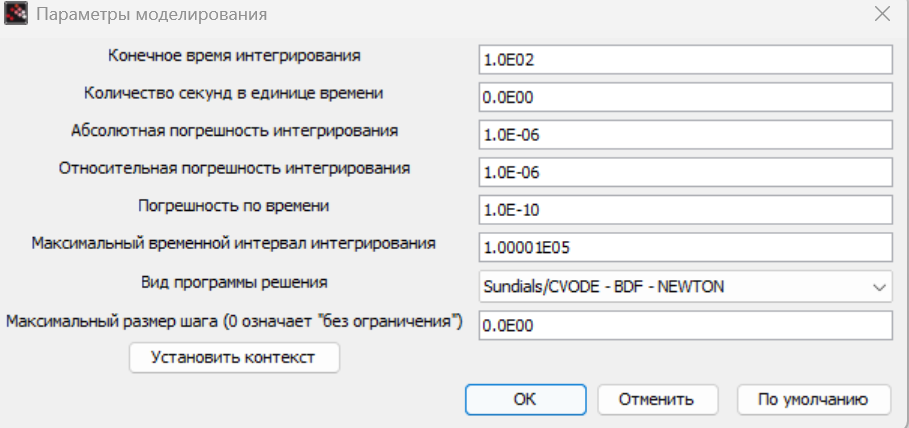 Параметры моделирования
Конечное время интегрирования 1.0E02
Количество секунд в единице времени 0.0E00
Абсолютная погрешность интегрирования 1.0E-06
Относительная погрешность интегрирования 1.0E-06
Погрешность по времени 1.0E-10
Максимальный временной интервал интегрирования 1.00001E05
Вид программы решения Sundials/CVODE - BDF - NEWTON
Максимальный размер шага (0 означает "без ограничения") 0.0E00
Установить контекст
OK Отменить По умолчанию